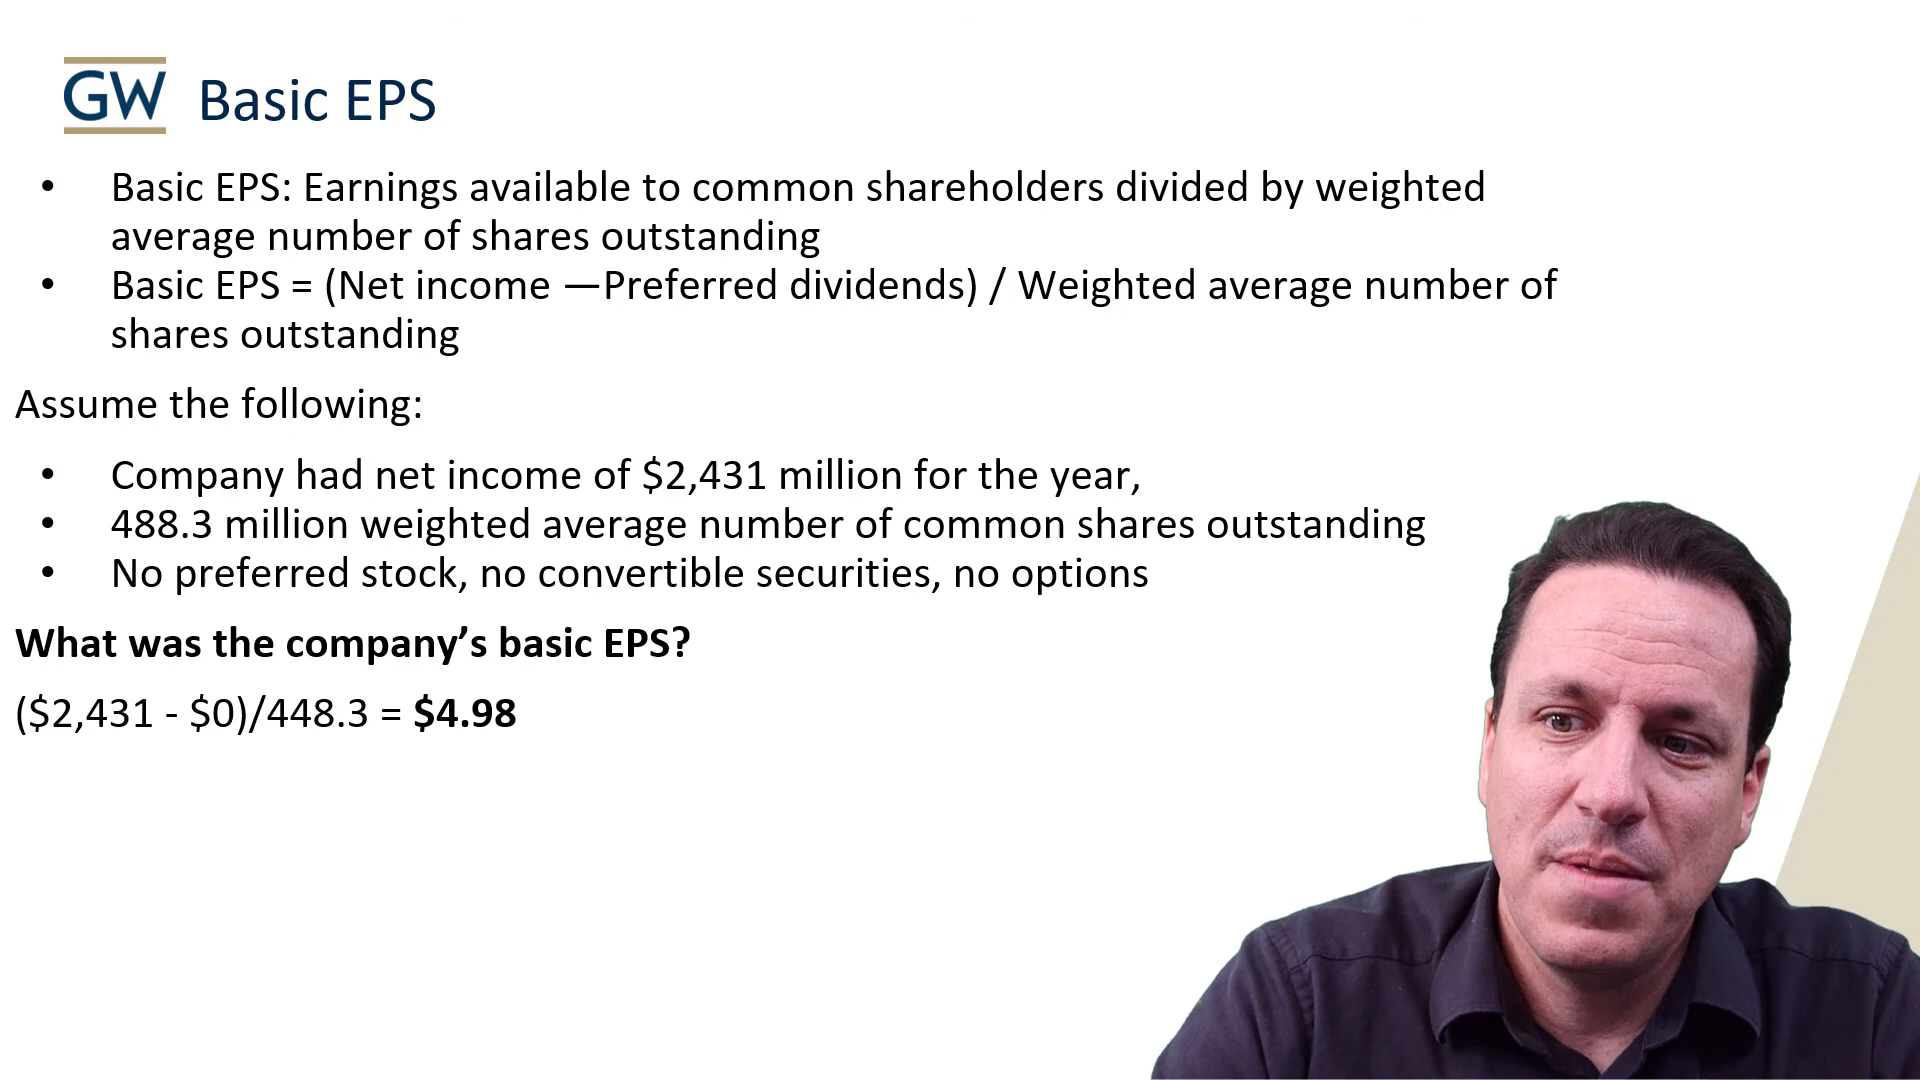 GW Basic EPS
• Basic EPS: Earnings available to common shareholders divided by weighted
average number of shares outstanding
• Basic EPS = (Net income —Preferred dividends) / Weighted average number of
shares outstanding
Assume the following:
• Company had net income of $2,431 million for the year,
• 488.3 million weighted average number of common shares outstanding
• No preferred stock, no convertible securities, no options
What was the company’s basic EPS?
($2,431 - $0)/448.3 = $4.98